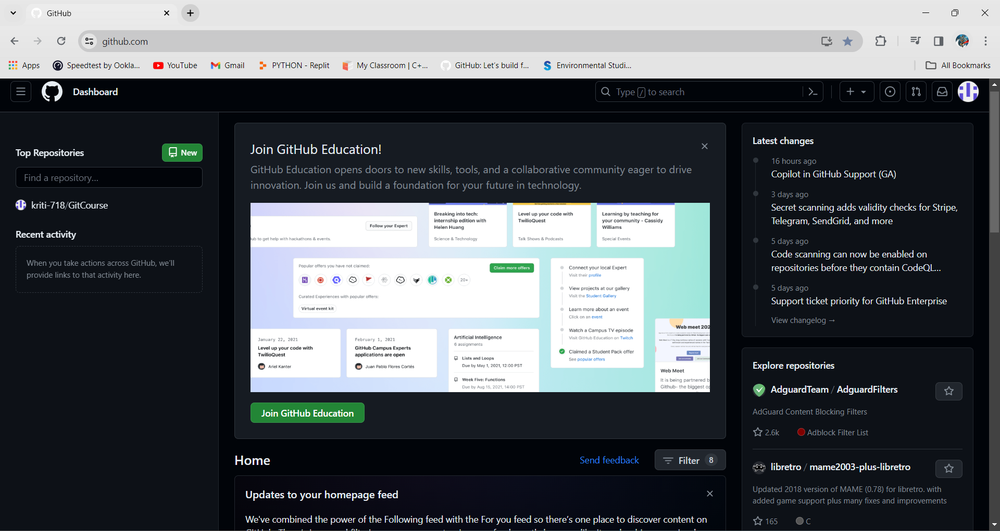 GitHub
github.com
Apps
Speedtest by Ookla...
YouTube
Gmail
PYTHON - Replit
My Classroom | C+...
GitHub: Let's build f...
Environmental Studi...
All Bookmarks
Dashboard
Type / to search
Top Repositories
New
Find a repository...
kriti-718/GitCourse
Recent activity
When you take actions across GitHub, we'll
provide links to that activity here.
Join GitHub Education!
GitHub Education opens doors to new skills, tools, and a collaborative community eager to drive
innovation. Join us and build a foundation for your future in technology.
Follow your Expert
ub to get help with hackathons & events.
Breaking into tech:
internship edition with
Helen Huang
Science & Technology
Level up your code with
TwilioQuest
Talk Shows & Podcasts
Learning by teaching for
your community - Cassidy
Williams
Special Events
Popular offers you have not claimed:
Claim more offers
20+
Curated Experiences with popular offers:
Virtual event kit
Connect your local Expert
Visit their profile
View projects at our gallery
Visit the Student Gallery
Learn more about an event
Click on an event
Watch a Campus TV episode
Visit GitHub Education on Twitch
Claimed a Student Pack offer
See popular offers
January 22, 2021
Level up your code with
TwilioQuest
Ariel Kanter
February 1, 2021
GitHub Campus Experts
applications are open
Juan Pablo Flores Cortés
Artificial Intelligence
6 assignments
Lists and Loops
Due by May 1, 2021, 12:00 PST
Week Five: Functions
Due by Aug 15, 2021, 14:00 PST
Web meet 202
Web Meet
It is being partnered b
Github- the biggest op
Join GitHub Education
Home
Send feedback
Filter 8
Updates to your homepage feed
We've combined the power of the Following feed with the For you feed so there's one place to discover content on
Latest changes
16 hours ago
Copilot in GitHub Support (GA)
3 days ago
Secret scanning adds validity checks for Stripe,
Telegram, SendGrid, and more
5 days ago
Code scanning can now be enabled on
repositories before they contain CodeQL...
5 days ago
Support ticket priority for GitHub Enterprise
View changelog →
Explore repositories
AdguardTeam / AdguardFilters
AdGuard Content Blocking Filters
2.6k
Adblock Filter List
libretro / mame2003-plus-libretro
Updated 2018 version of MAME (0.78) for libretro. with
added game support plus many fixes and improvements
165
C